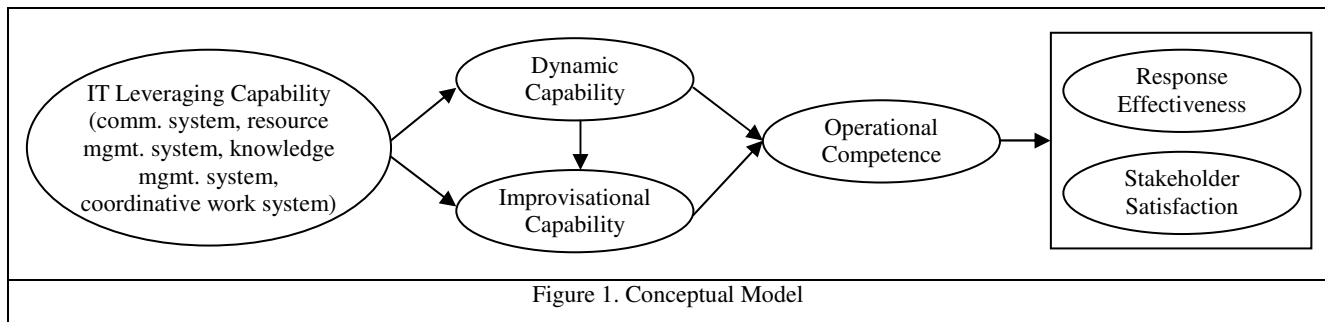 IT Leveraging Capability
(comm. system, resource
mgmt. system, knowledge
mgmt. system,
coordinative work system)
Dynamic
Capability
Improvisational
Capability
Operational
Competence
Response
Effectiveness
Stakeholder
Satisfaction
Figure 1. Conceptual Model